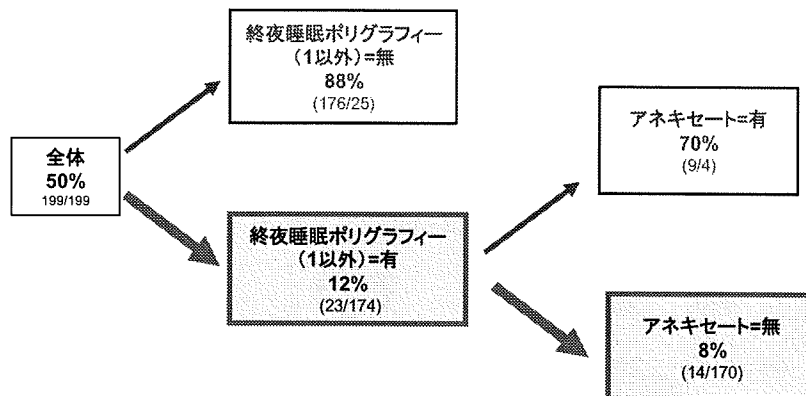 終夜睡眠ポリグラフィー
(1以外)=無
88%
(176/25)
アネキセート=有
70%
(9/4)
全体
50%
199/199
終夜睡眠ポリグラフィー
(1以外)=有
12%
(23/174)
アネキセート=無
8%
(14/170)